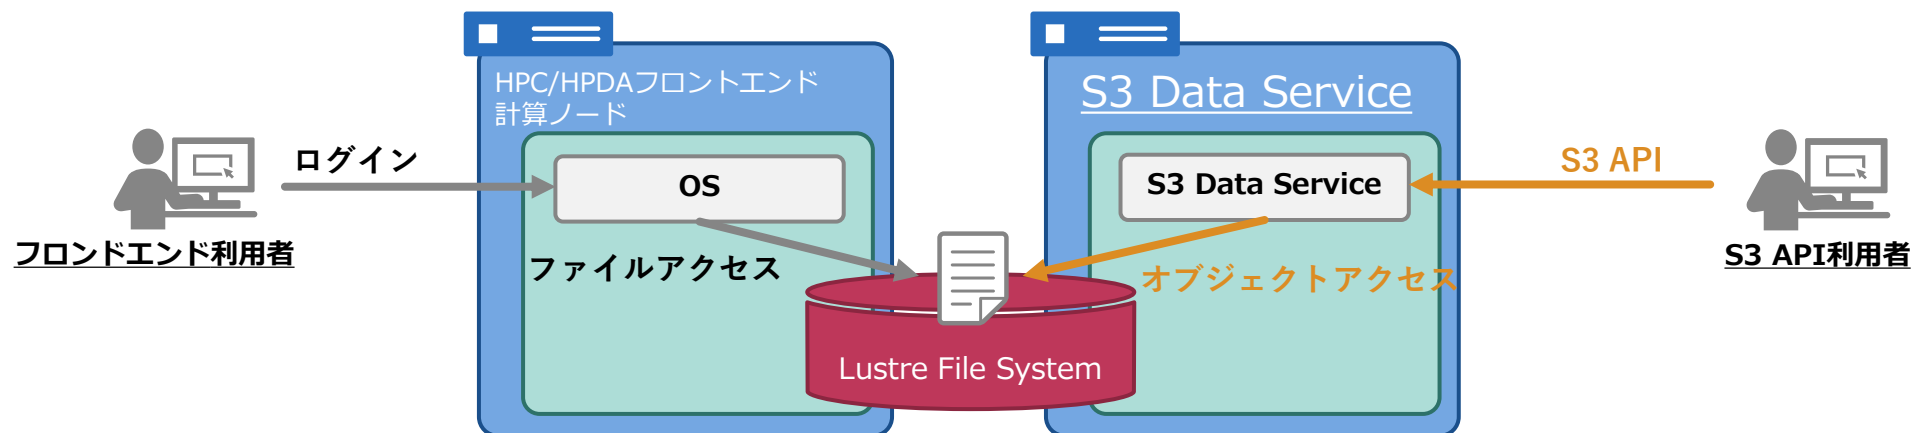 HPC/HPDAフロントエンド
計算ノード
S3 Data Service
ログイン
OS
S3 Data Service
S3 API
フロンドエンド利用者
ファイルアクセス
オブジェクトアクセス
S3 API利用者
Lustre File System